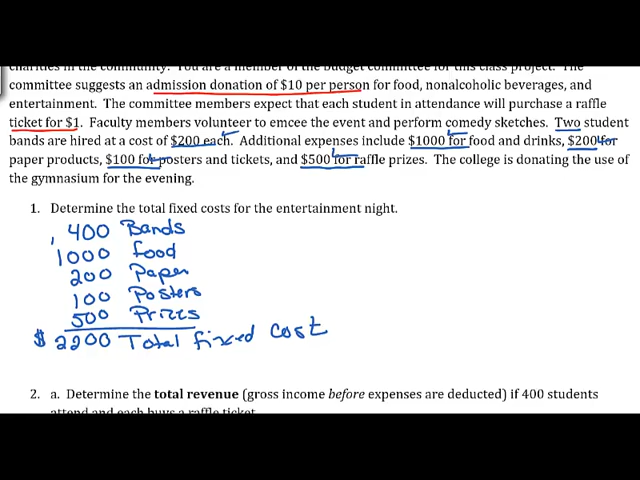 charities in the community. You are a member of the budget committee for this class project. The
committee suggests an admission donation of $10 per person for food, nonalcoholic beverages, and
entertainment. The committee members expect that each student in attendance will purchase a raffle
ticket for $1. Faculty members volunteer to emcee the event and perform comedy sketches. Two student
bands are hired at a cost of $200 each. Additional expenses include $1000 for food and drinks, $200 for
paper products, $100 for posters and tickets, and $500 for raffle prizes. The college is donating the use of
the gymnasium for the evening.
1. Determine the total fixed costs for the entertainment night.
400 Bands
1000 food
200 Paper
100 Posters
500 Prizes
$ 2200 Total fixed cost
2. a. Determine the total revenue (gross income before expenses are deducted) if 400 students
attend and each buys a raffle ticket.